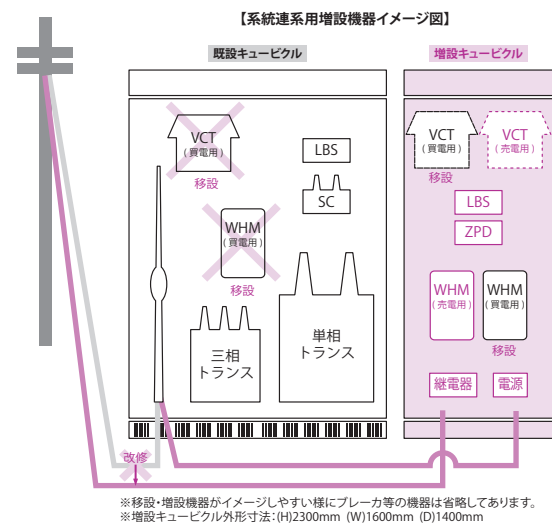 【系統連系用増設機器イメージ図】
既設キュービクル
増設キュービクル
VCT
（買電用）
移設
LBS
SC
WHM
（買電用）
移設
三相
トランス
単相
トランス
VCT
（買電用）
移設
VCT
（売電用）
LBS
ZPD
WHM
（売電用）
WHM
（買電用）
移設
継電器
電源
改修
※移設・増設機器がイメージしやすい様にブレーカ等の機器は省略してあります。
※増設キュービクル外形寸法：(H)2300mm (W)1600mm (D)1400mm